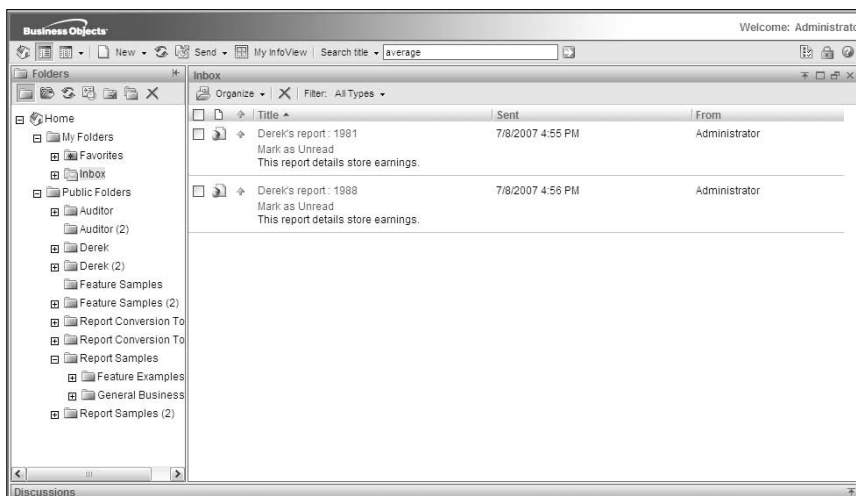 Business Objects
Welcome: Administrato
New Send My InfoView Search title average
Folders
Home
My Folders
Favorites
Inbox
Public Folders
Auditor
Auditor (2)
Derek
Derek (2)
Feature Samples
Feature Samples (2)
Report Conversion To
Report Conversion To
Report Samples
Feature Examples
General Business
Report Samples (2)
Inbox
Organize Filter: All Types
Title Sent From
Derek's report : 1981 7/8/2007 4:55 PM Administrator
Mark as Unread
This report details store earnings.
Derek's report : 1988 7/8/2007 4:56 PM Administrator
Mark as Unread
This report details store earnings.
Discussions